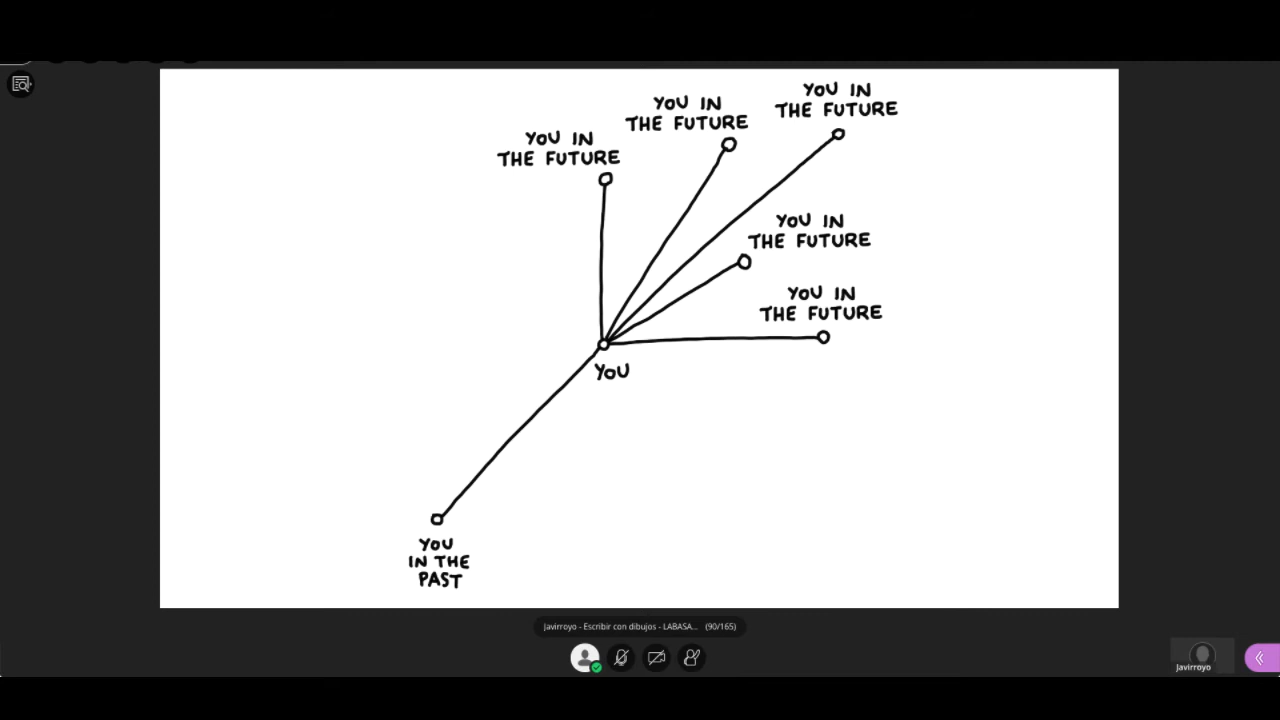 YOU IN
THE FUTURE
YOU IN
THE FUTURE
YOU IN
THE FUTURE
YOU IN
THE FUTURE
YOU IN
THE FUTURE
YOU
YOU
IN THE
PAST
Javirroyo - Escribir con dibujos - LABASA... (90/165)
Javirroyo